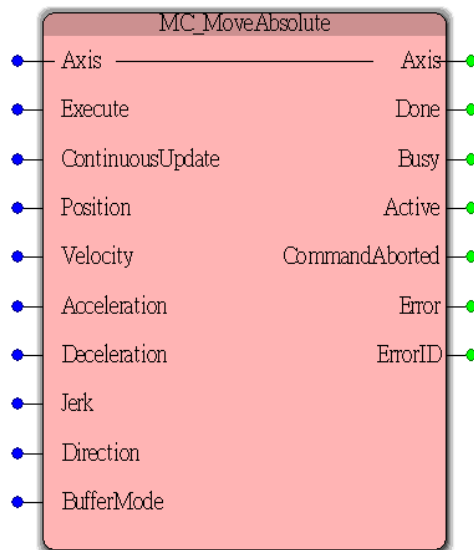 MC_MoveAbsolute
Axis Axis
Execute Done
ContinuousUpdate Busy
Position Active
Velocity CommandAborted
Acceleration Error
Deceleration ErrorID
Jerk
Direction
BufferMode